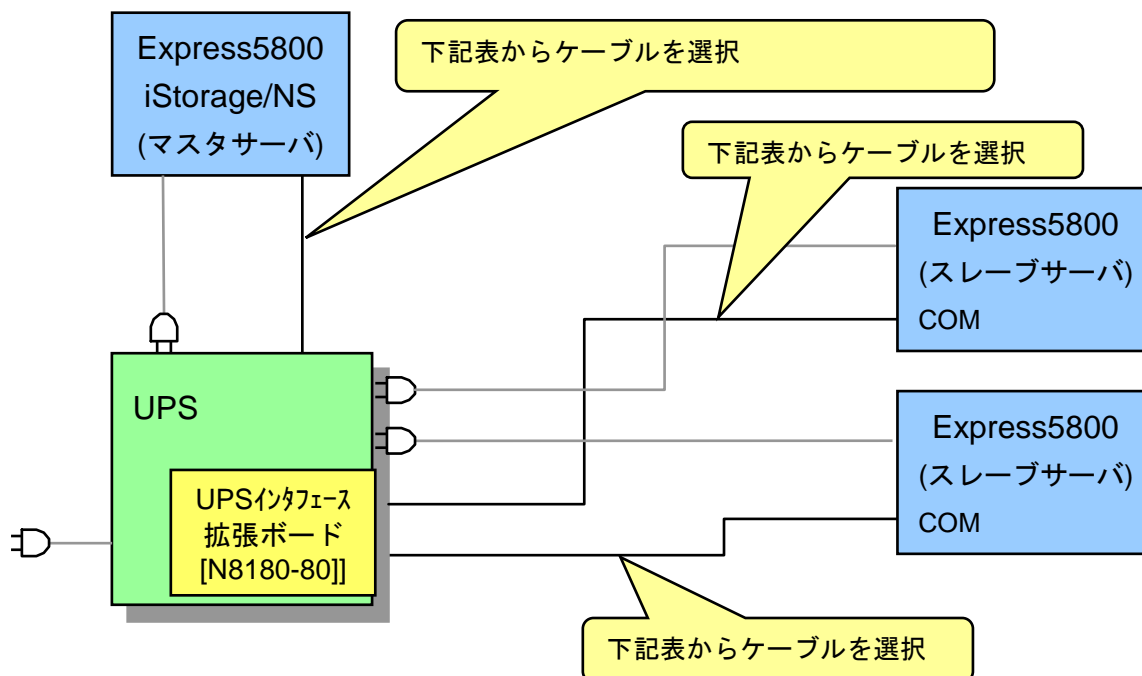 Express5800
iStorage/NS
(マスタサーバ)
下記表からケーブルを選択
下記表からケーブルを選択
Express5800
(スレーブサーバ)
COM
UPS
Express5800
(スレーブサーバ)
COM
UPSｲﾝﾀﾌｪｰｽ
拡張ボード
[N8180-80]]
下記表からケーブルを選択